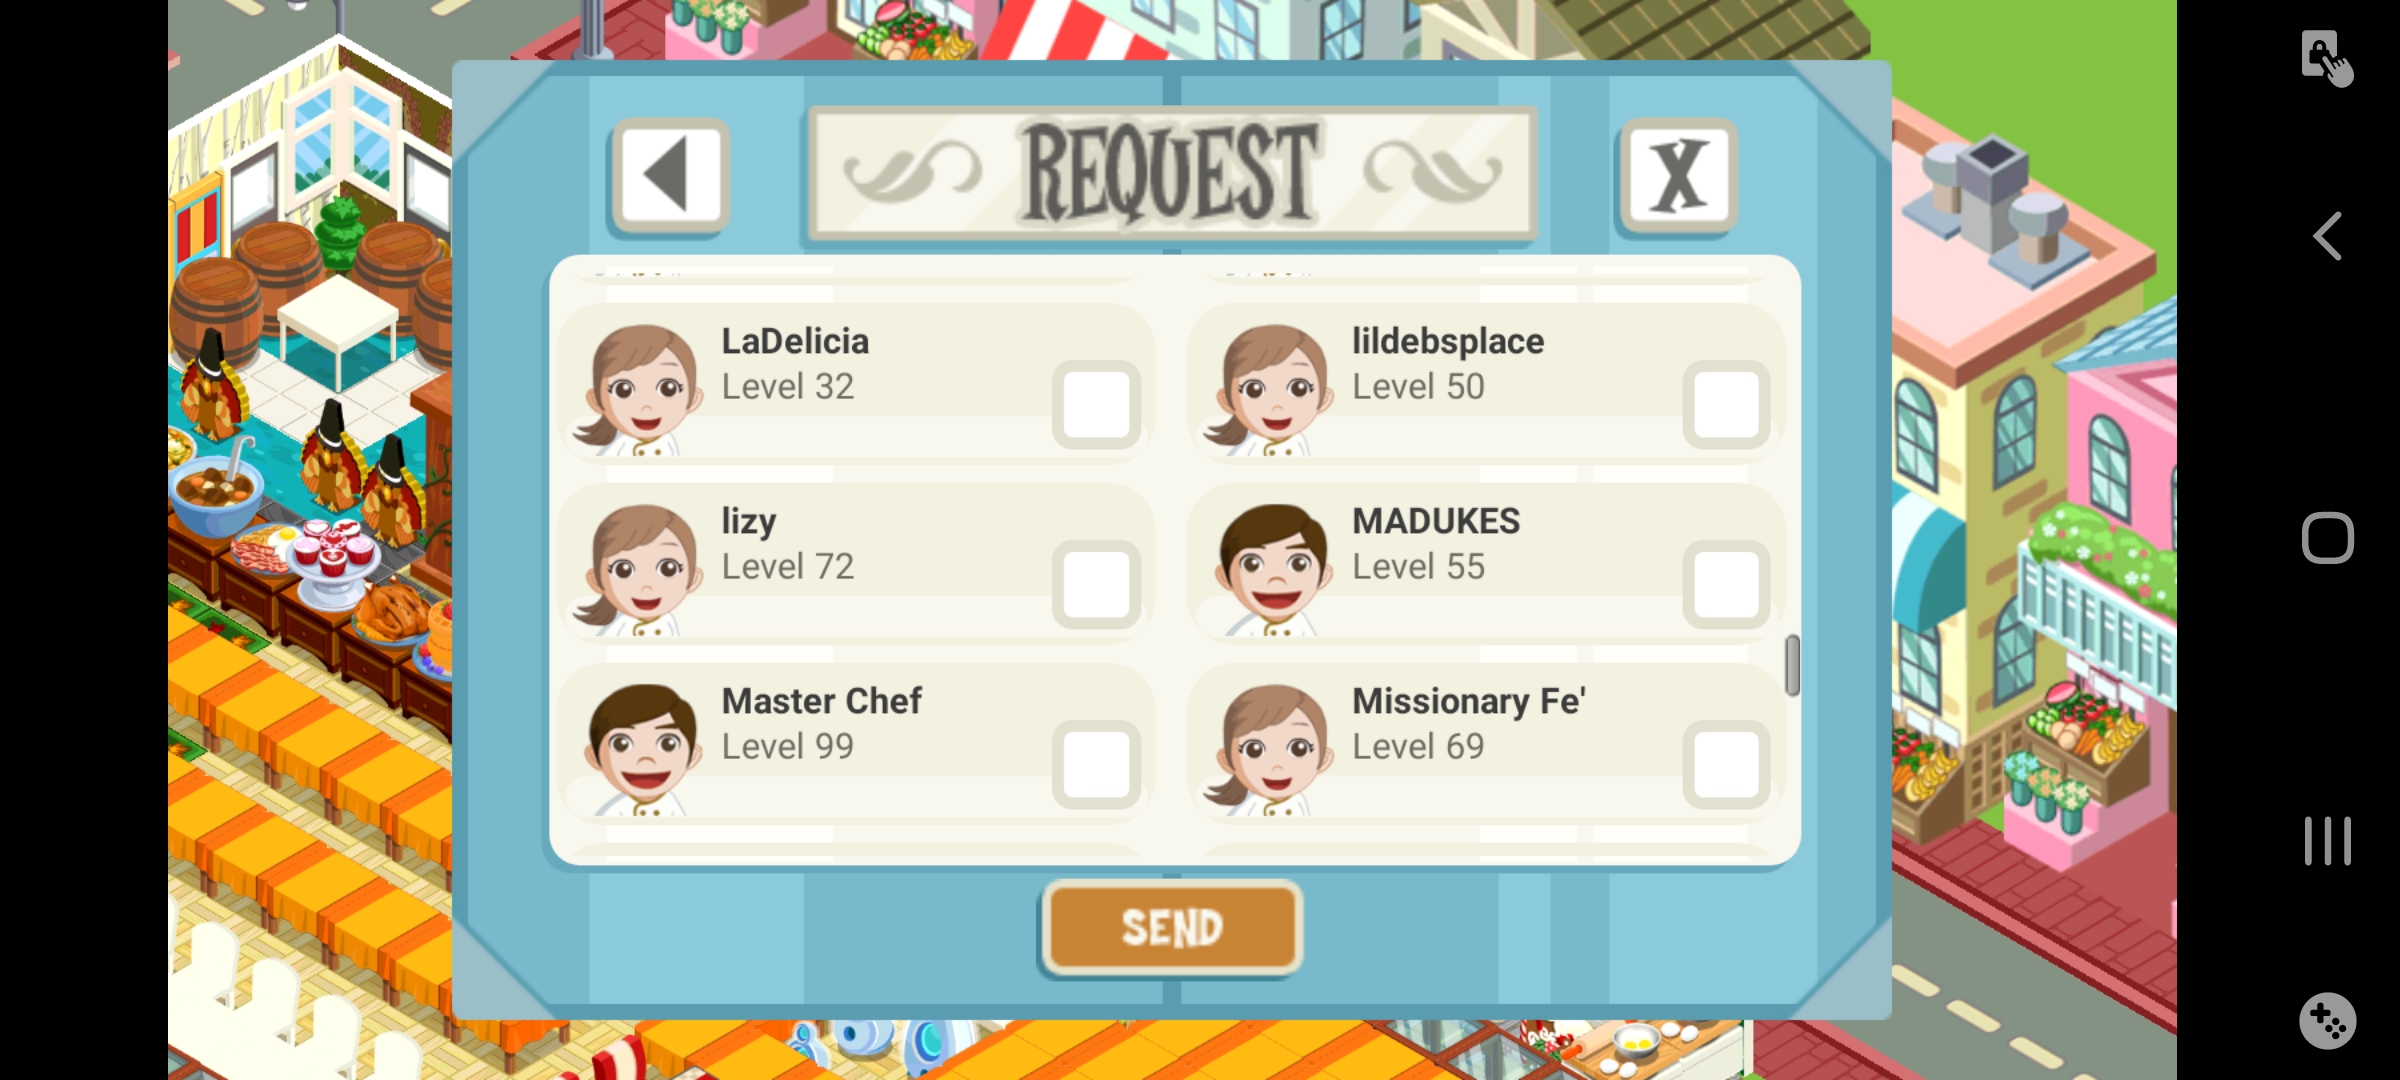 REQUEST
X
LaDelicia
Level 32
lildebsplace
Level 50
lizy
Level 72
MADUKES
Level 55
Master Chef
Level 99
Missionary Fe'
Level 69
SEND